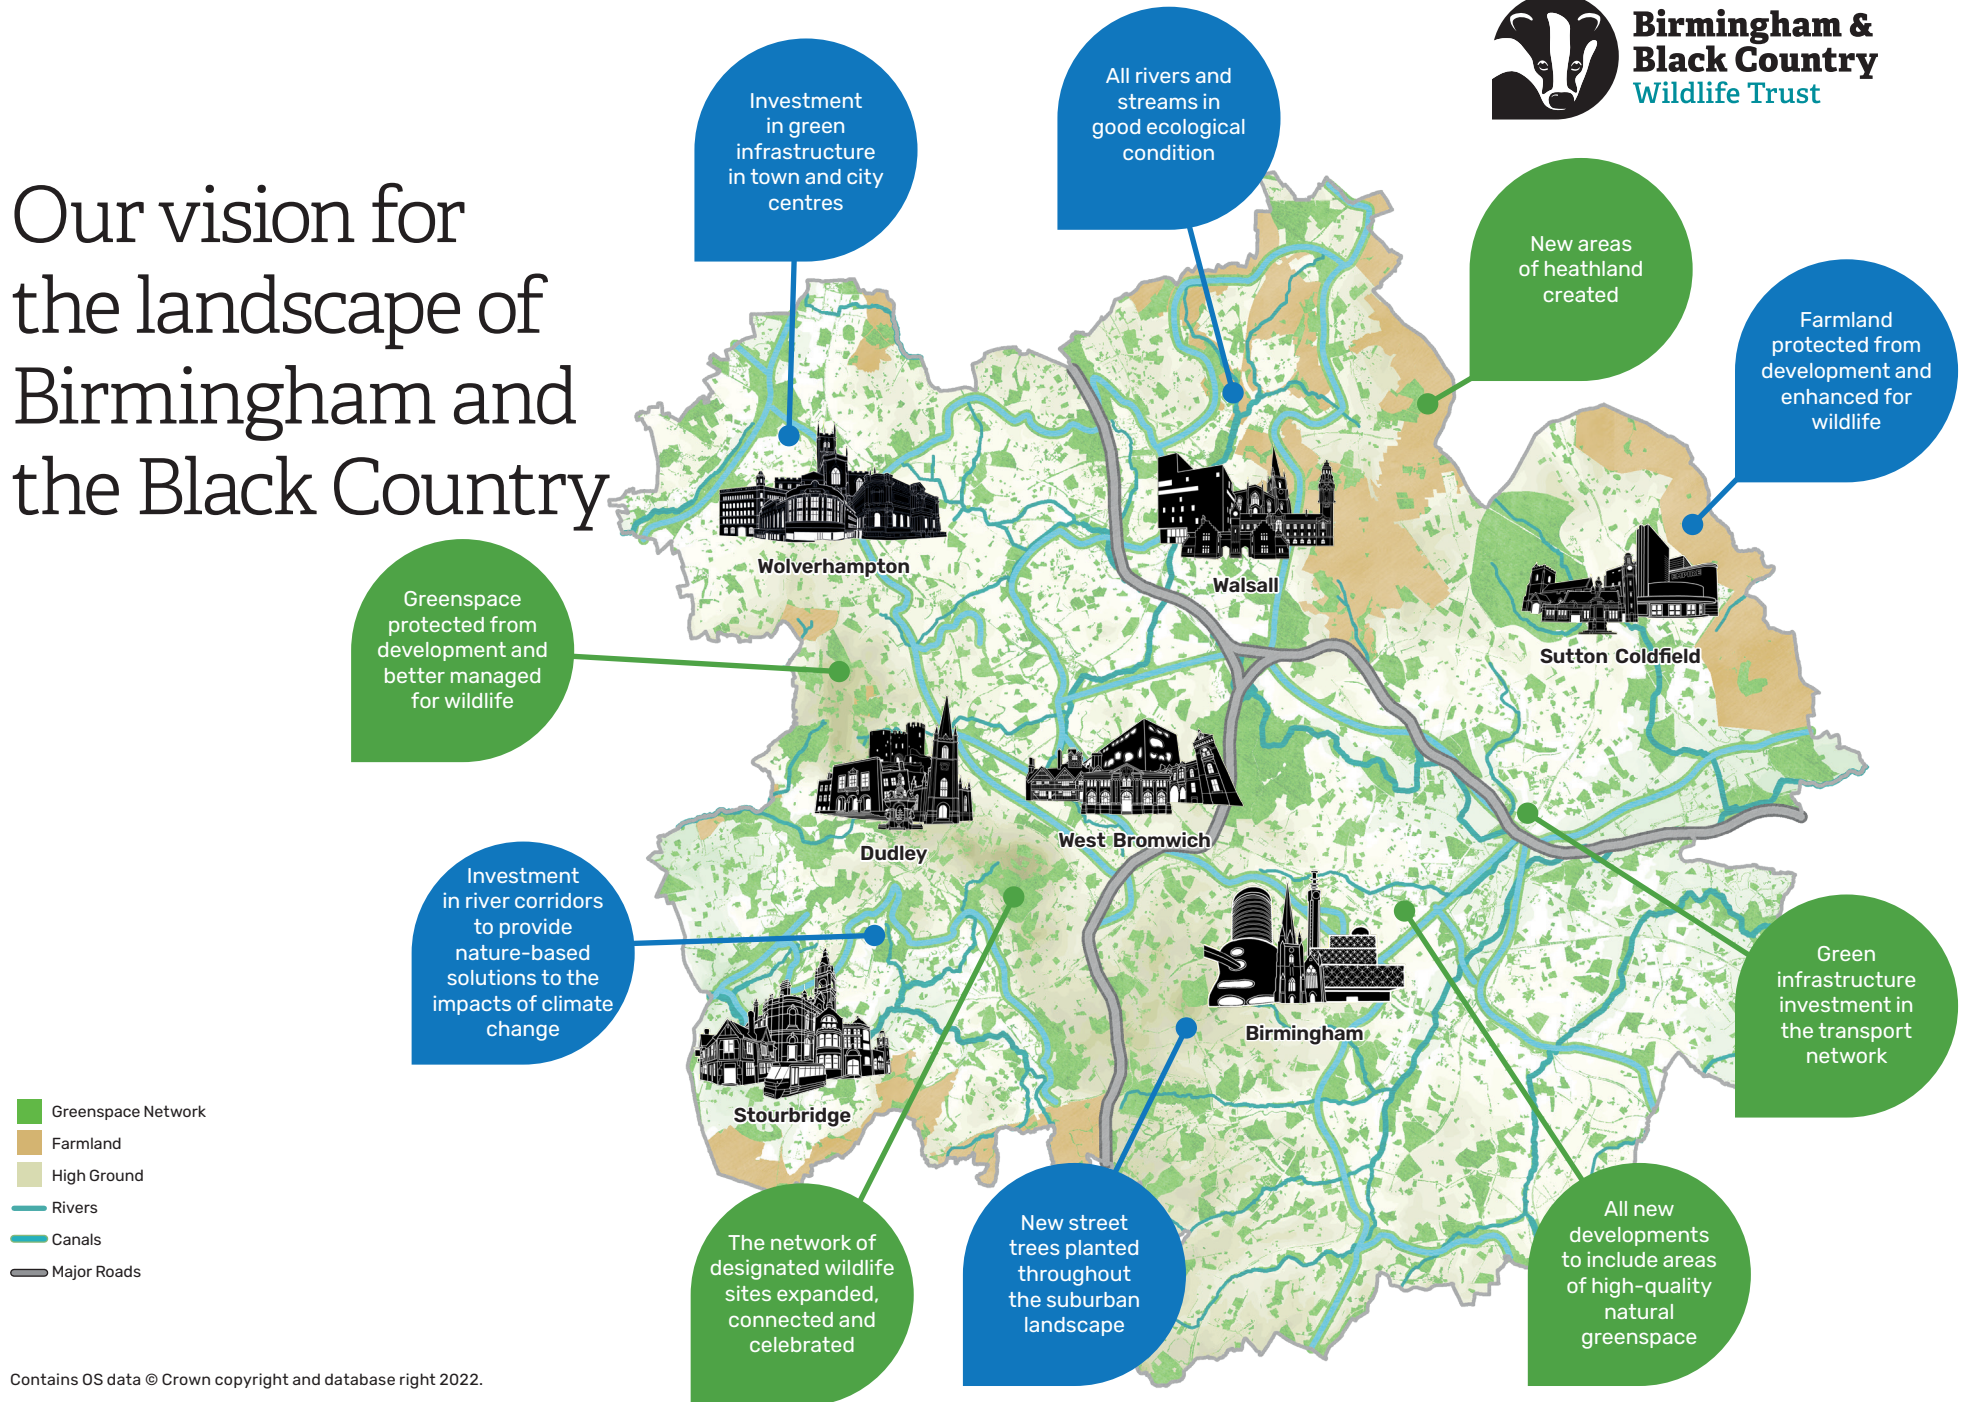 Birmingham &
Black Country
Wildlife Trust
Our vision for
the landscape of
Birmingham and
the Black Country
Investment
in green
infrastructure
in town and city
centres
All rivers and
streams in
good ecological
condition
New areas
of heathland
created
Farmland
protected from
development and
enhanced for
wildlife
Greenspace
protected from
development and
better managed
for wildlife
Wolverhampton
Walsall
EMPIRE
Sutton Coldfield
Dudley
West Bromwich
Investment
in river corridors
to provide
nature-based
solutions to the
impacts of climate
change
Birmingham
Stourbridge
Green
infrastructure
investment in
the transport
network
Greenspace Network
Farmland
High Ground
Rivers
Canals
Major Roads
The network of
designated wildlife
sites expanded,
connected and
celebrated
New street
trees planted
throughout
the suburban
landscape
All new
developments
to include areas
of high-quality
natural
greenspace
Contains OS data © Crown copyright and database right 2022.